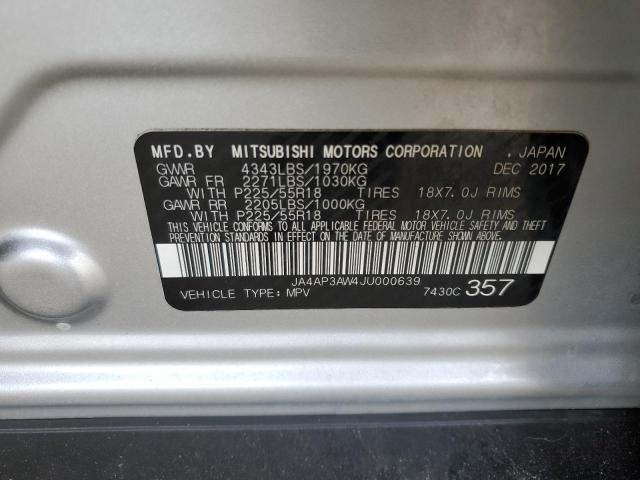 MFD.BY MITSUBISHI MOTORS CORPORATION . JAPAN
GVWR 4343LBS/1970KG DEC 2017
GAWR FR 2271LBS/1030KG
WITH P225/55R18 TIRES 18X7.0J RIMS
GAWR RR 2205LBS/1000KG
WITH P225/55R18 TIRES 18X7.0J RIMS
THIS VEHICLE CONFORMS TO ALL APPLICABLE FEDERAL MOTOR VEHICLE SAFETY AND THEFT
PREVENTION STANDARDS IN EFFECT ON THE DATE OF MANUFACTURE SHOWN ABOVE.
JA4AP3AW4JU000639
VEHICLE TYPE: MPV 7430C 357